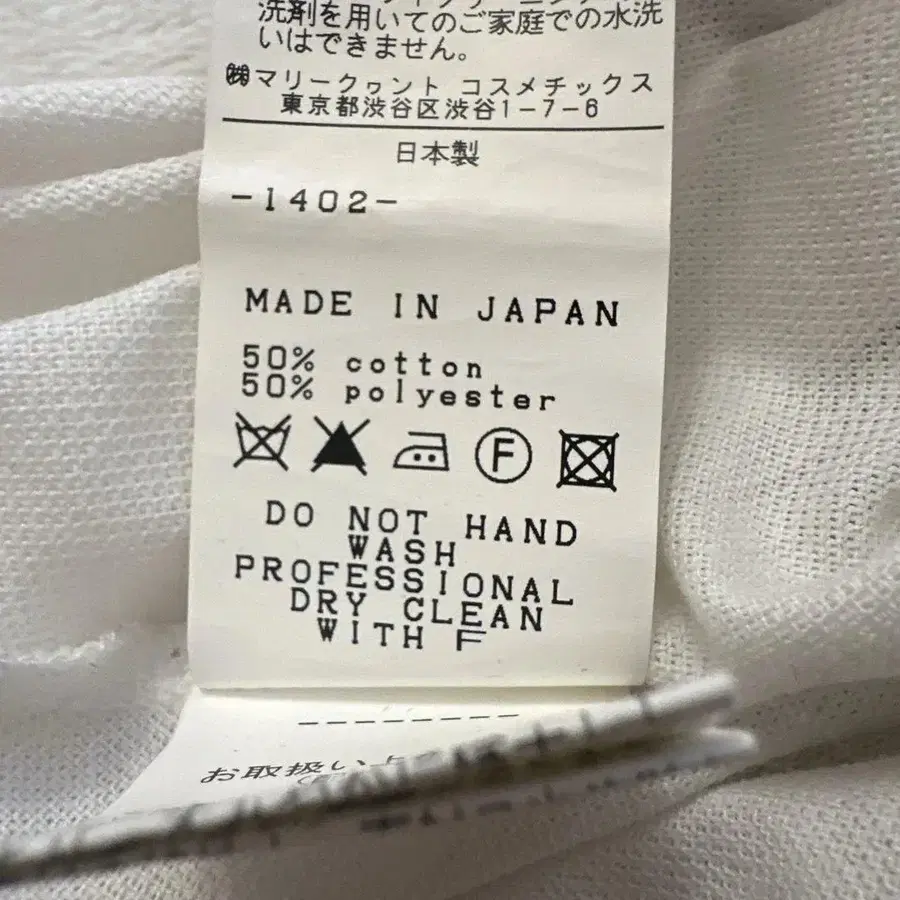 洗剤を用いてのご家庭での水洗
いはできません。
㈱マリークヮント コスメチックス
東京都渋谷区渋谷1-7-6
日本製
-1402-
MADE IN JAPAN
50% cotton
50% polyester
F
DO NOT HAND
WASH
PROFESSIONAL
DRY CLEAN
WITH F
--------
お取扱い上